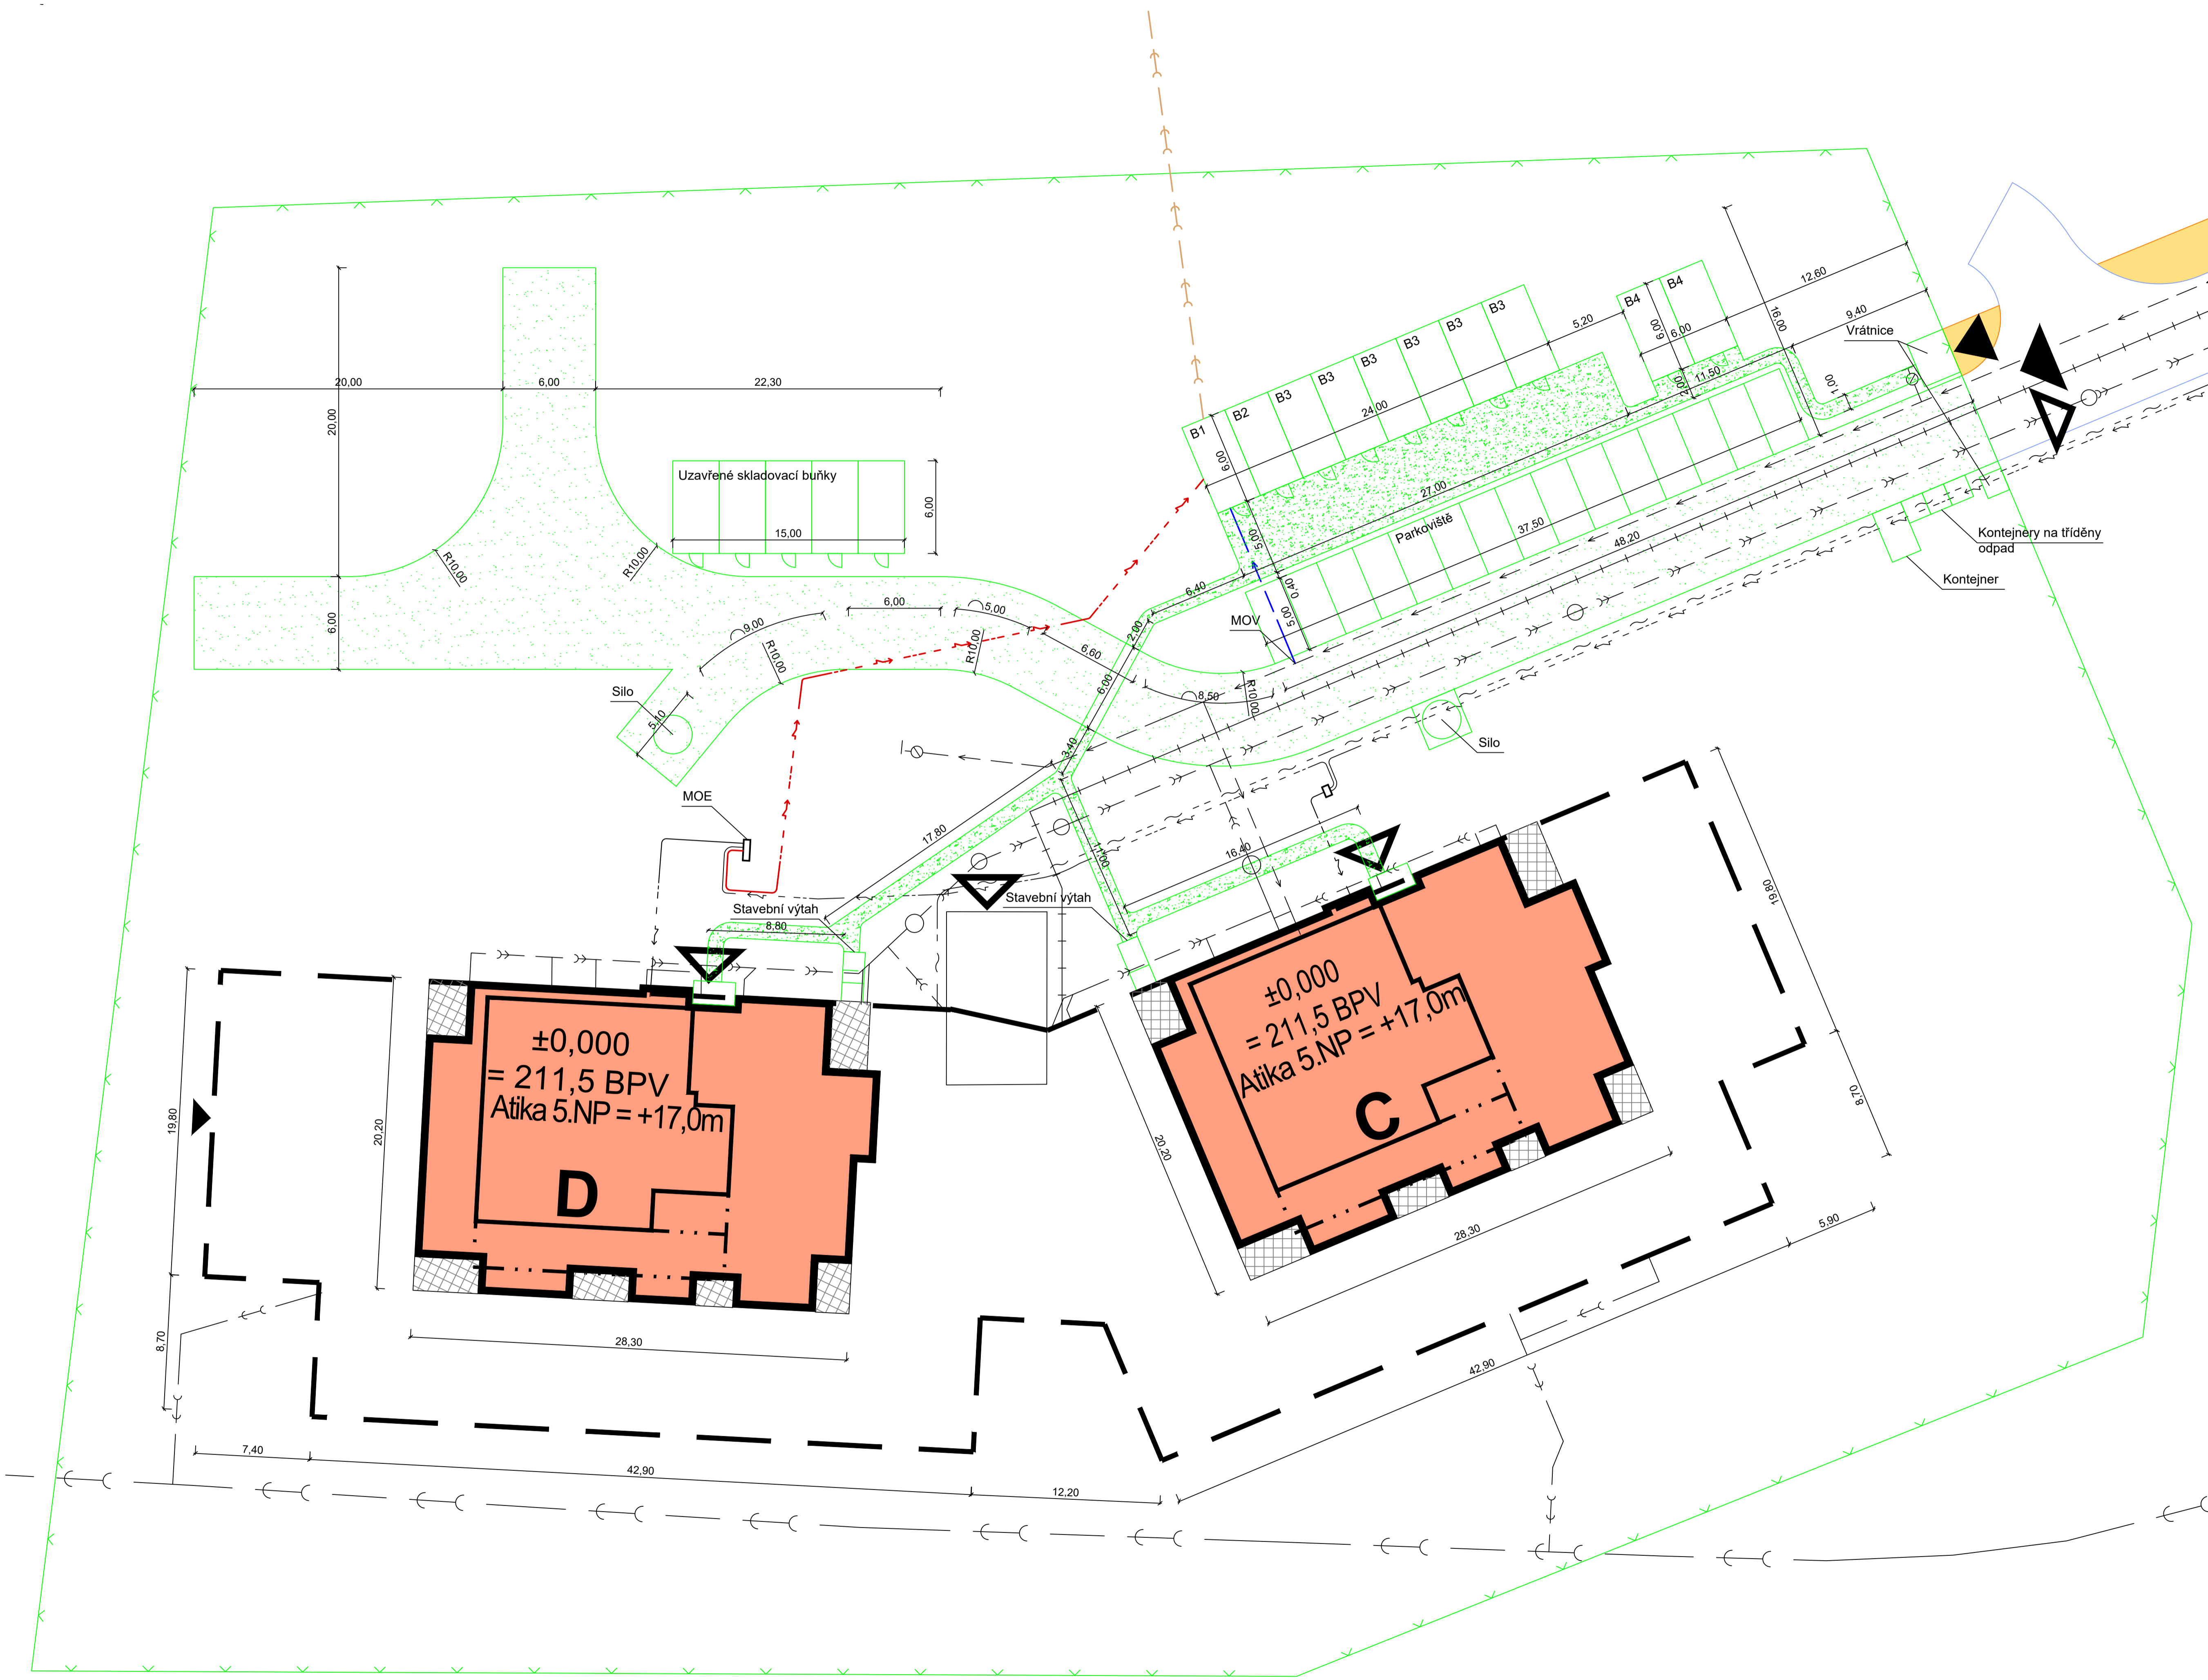 12,60
B4
B4
5,20
6,00
6,00
16,00
9,40
Vrátnice
B3
B3
B3
B3
B3
B3
B2
B1
24,00
11,50
2,00
1,00
20,00
6,00
22,30
20,00
6,00
27,00
Uzavřené skladovací buňky
6,00
15,00
Parkoviště
37,50
48,20
Kontejnery na tříděny
odpad
Kontejner
R10,00
R10,00
5,00
0,40
5,00
6,40
MOV
6,00
6,00
5,00
9,00
R10,00
R10,00
2,00
6,60
6,00
8,50
R10,00
Silo
5,10
3,40
Silo
MOE
17,80
11,00
16,40
Stavební výtah
8,80
Stavební výtah
19,80
±0,000
= 211,5 BPV
Atika 5.NP = +17,0m
C
±0,000
= 211,5 BPV
Atika 5.NP = +17,0m
D
19,80
20,20
20,20
8,70
28,30
5,90
8,70
28,30
42,90
7,40
42,90
12,20